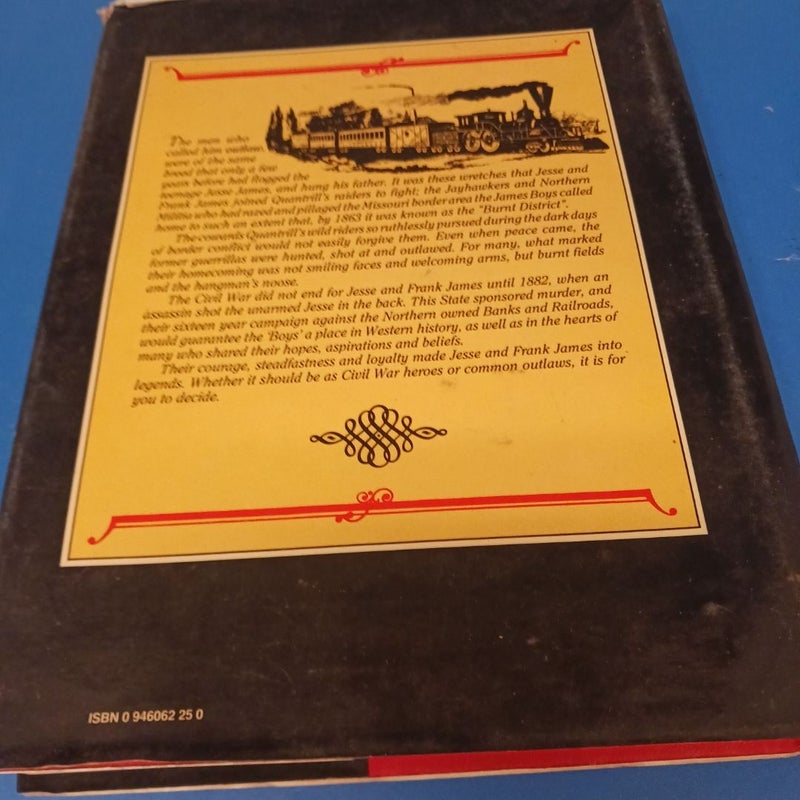 The men who
called him outlaw,
were of the same
breed that only a few
years before had flogged the
teenage Jesse James, and hung his father. It was these wretches that Jesse and
Frank James joined Quantrill's raiders to fight; the Jayhawkers and Northern
Militia who had razed and pillaged the Missouri border area the James Boys called
home to such an extent that, by 1863 it was known as the "Burnt District".
The cowards Quantrill's wild riders so ruthlessly pursued during the dark days
of border conflict would not easily forgive them. Even when peace came, the
former guerrillas were hunted, shot at and outlawed. For many, what marked
their homecoming was not smiling faces and welcoming arms, but burnt fields
and the hangman's noose.
The Civil War did not end for Jesse and Frank James until 1882, when an
assassin shot the unarmed Jesse in the back. This State sponsored murder, and
their sixteen year campaign against the Northern owned Banks and Railroads,
would guarantee the 'Boys' a place in Western history, as well as in the hearts of
many who shared their hopes, aspirations and beliefs.
Their courage, steadfastness and loyalty made Jesse and Frank James into
legends. Whether it should be as Civil War heroes or common outlaws, it is for
you to decide.
ISBN 0 946062 25 0